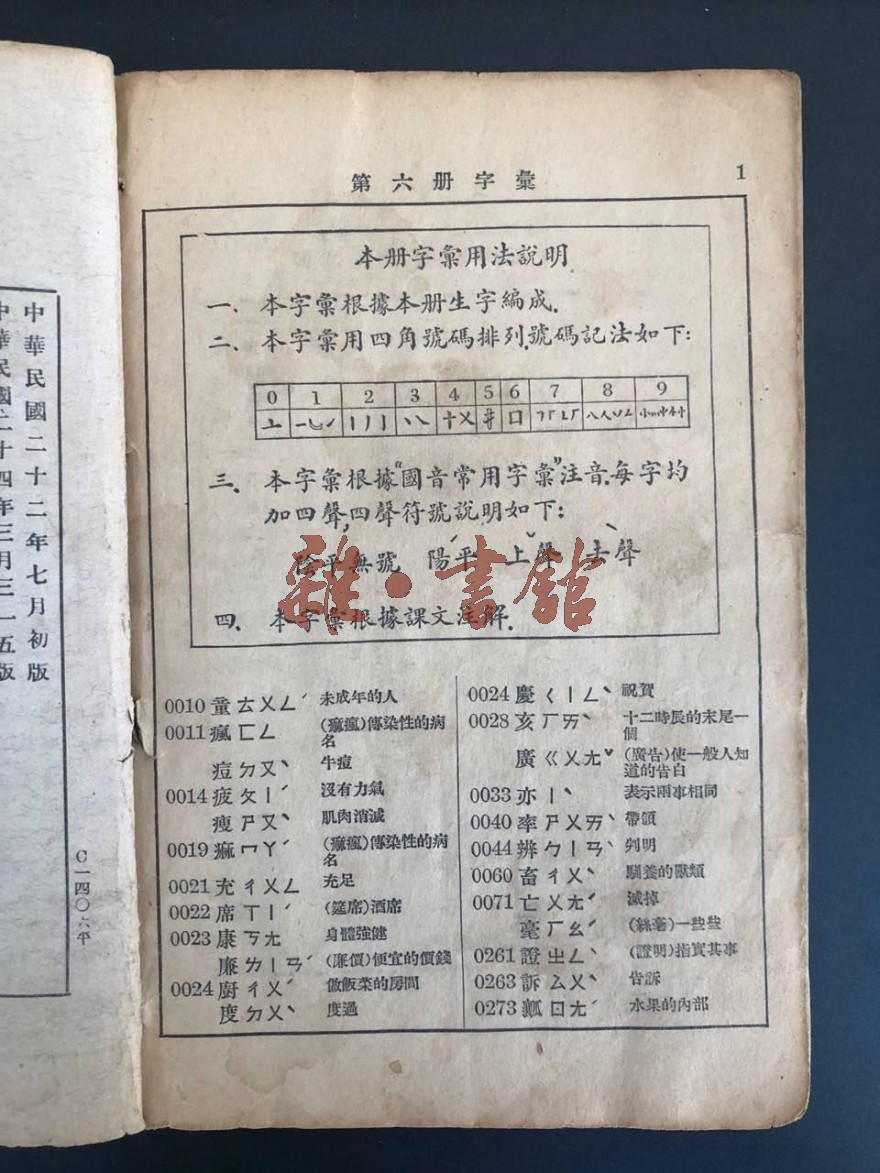 第六册字彙
1
本册字彙用法說明
一、本字彙根據本册生字編成.
二、本字彙用四角號碼排列.號碼記法如下:
0 1 2 3 4 5 6 7 8 9
三、本字彙根據“國音常用字彙”注音.每字均
加四聲,四聲符號說明如下:
陰平無號 陽平ˊ 上聲ˇ 去聲ˋ
四、本字彙根據課文注解.
雜·書館
0010 童 ㄊㄨㄥˊ 未成年的人
0011 瘋 ㄈㄥ (痲瘋)傳染性的病
名
痘 ㄉㄡˋ 牛痘
0014 疲 ㄆㄧˊ 沒有力氣
瘦 ㄕㄡˋ 肌肉消滅
0019 痲 ㄇㄚˊ (痲瘋)傳染性的病
名
0021 充 ㄔㄨㄥ 充足
0022 席 ㄒㄧˊ (筵席)酒席
0023 康 ㄎㄤ 身體強健
廉 ㄌㄧㄢˊ (廉價)便宜的價錢
0024 廚 ㄔㄨˊ 做飯菜的房間
度 ㄉㄨˋ 度過
0024 慶 ㄑㄧㄥˋ 祝賀
0028 亥 ㄏㄞˋ 十二時辰的末尾一
個
廣 ㄍㄨㄤˇ (廣告)使一般人知
道的告白
0033 亦 ㄧˋ 表示兩事相同
0040 率 ㄕㄨㄞˋ 帶領
0044 辨 ㄅㄧㄢˋ 判明
0060 畜 ㄔㄨˋ 馴養的獸類
0071 亡 ㄨㄤˊ 滅掉
毫 ㄏㄠˊ (絲毫)一些些
0261 證 ㄓㄥˋ (證明)指實其事
0263 訴 ㄙㄨˋ 告訴
0273 瓤 ㄖㄤˊ 水果的內部
中華民國二十二年七月初版
中華民國二十四年三月三一五版
C一四〇六平